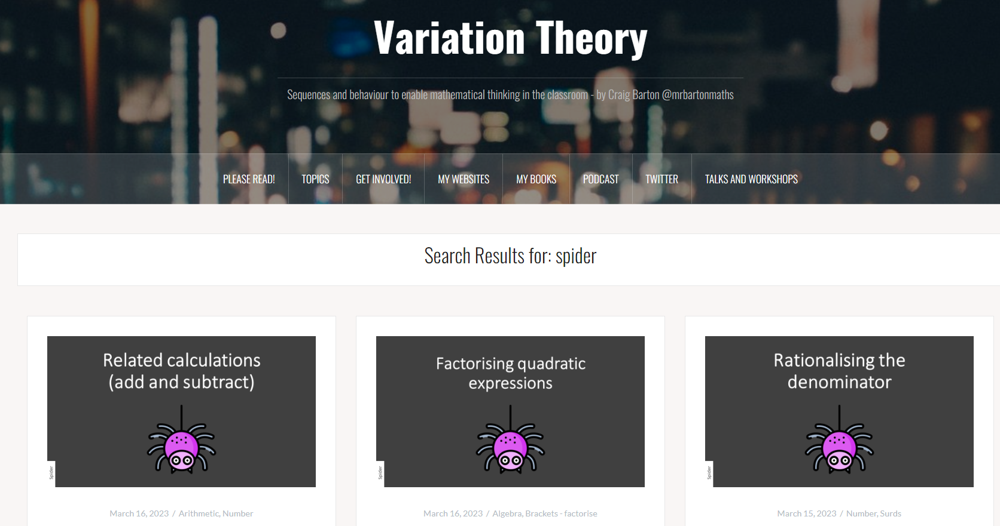 Variation Theory
Sequences and behaviour to enable mathematical thinking in the classroom - by Craig Barton @mrbartonmaths
PLEASE READ!
TOPICS
GET INVOLVED!
MY WEBSITES
MY BOOKS
PODCAST
TWITTER
TALKS AND WORKSHOPS
Search Results for: spider
Related calculations
(add and subtract)
Spider
March 16, 2023 / Arithmetic, Number
Factorising quadratic
expressions
Spider
March 16, 2023 / Algebra, Brackets - factorise
Rationalising the
denominator
Spider
March 15, 2023 / Number, Surds